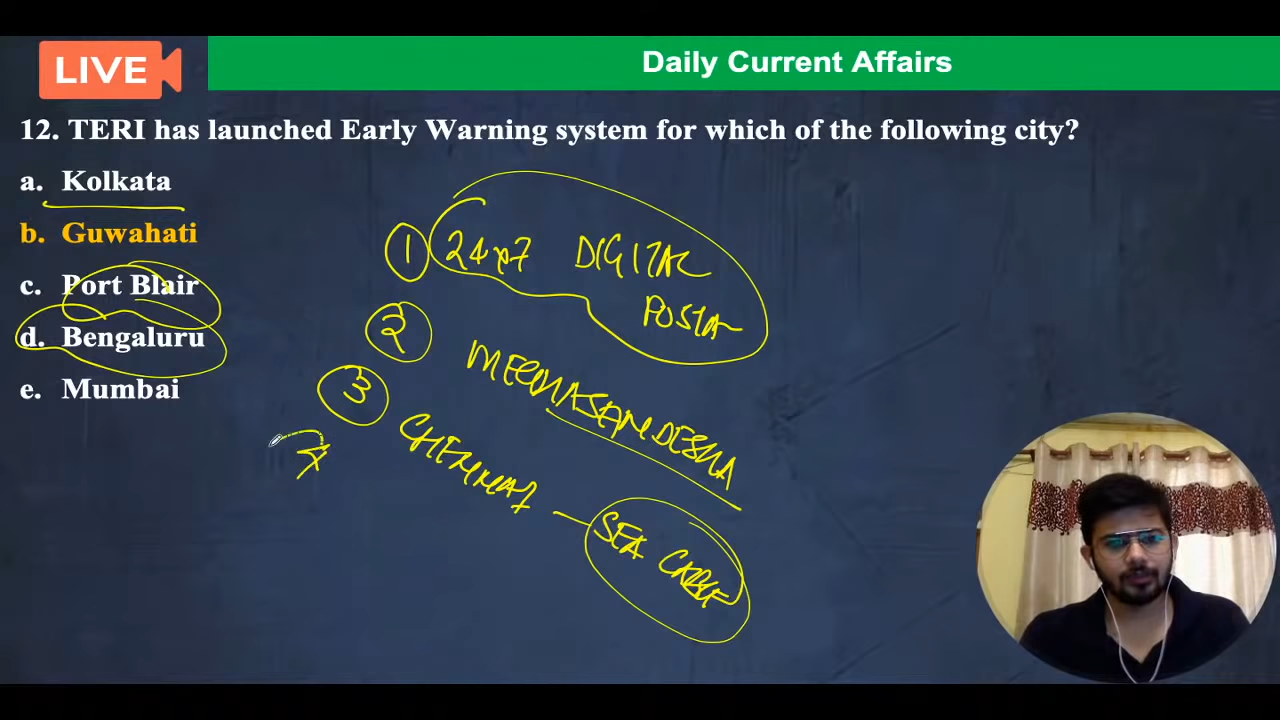 LIVE
Daily Current Affairs
12. TERI has launched Early Warning system for which of the following city?
a. Kolkata
b. Guwahati
c. Port Blair
d. Bengaluru
e. Mumbai
1 24x7 DIGITAL
2
MEGHASANDESHA
3 CHENNAI – SEA CABLE
4